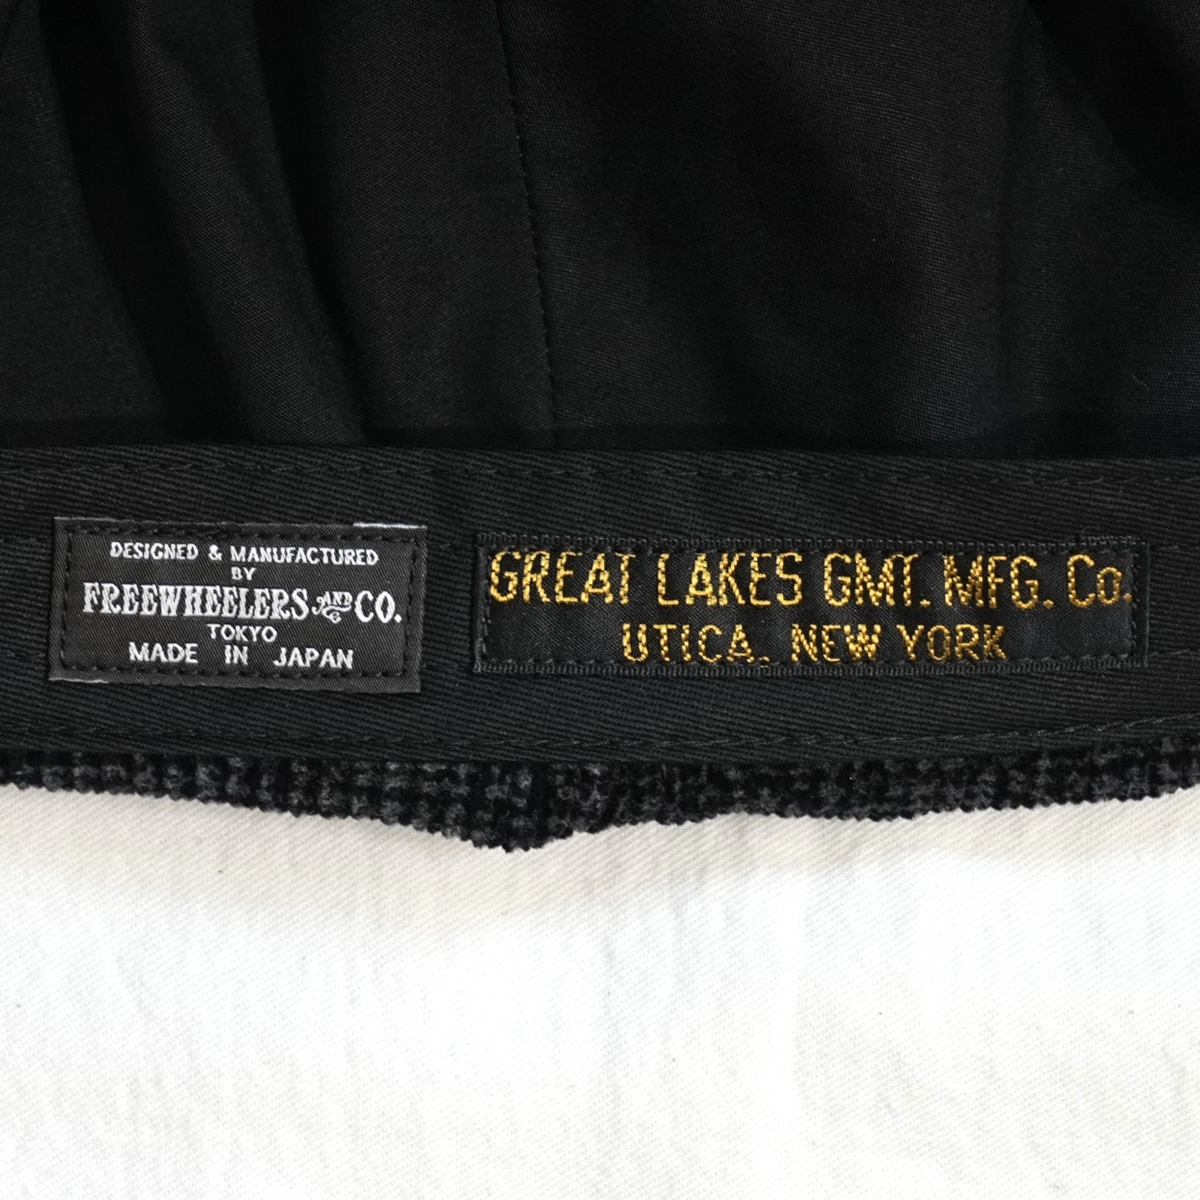 DESIGNED & MANUFACTURED
BY
FREEWHEELERS AND CO.
TOKYO
MADE IN JAPAN
GREAT LAKES GMT. MFG. Co.
UTICA, NEW YORK